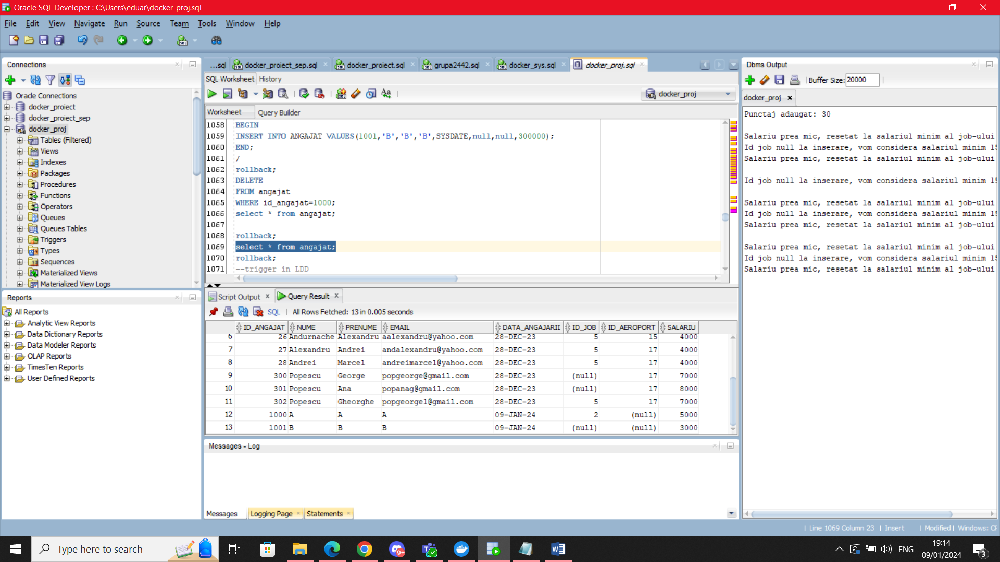 Oracle SQL Developer : C:\Users\eduar\docker_proj.sql
File Edit View Navigate Run Source Team Tools Window Help
Connections
Oracle Connections
docker_proiect
docker_proiect_sep
docker_proj
Tables (Filtered)
Views
Indexes
Packages
Procedures
Functions
Operators
Queues
Queues Tables
Triggers
Types
Sequences
Materialized Views
Materialized View Logs
Reports
All Reports
Analytic View Reports
Data Dictionary Reports
Data Modeler Reports
OLAP Reports
TimesTen Reports
User Defined Reports
...sql docker_proiect_sep.sql docker_proiect.sql grupa2442.sql docker_sys.sql docker_proj.sql
SQL Worksheet History
docker_proj
Worksheet Query Builder
1058 BEGIN
1059 INSERT INTO ANGAJAT VALUES(1001,'B','B','B',SYSDATE,null,null,300000);
1060 END;
1061 /
1062 rollback;
1063 DELETE
1064 FROM angajat
1065 WHERE id_angajat=1000;
1066 select * from angajat;
1067
1068 rollback;
1069 select * from angajat;
1070 rollback;
1071 --trigger in LDD
Script Output Query Result
SQL All Rows Fetched: 13 in 0.005 seconds
ID_ANGAJAT NUME PRENUME EMAIL DATA_ANGAJARII ID_JOB ID_AEROPORT SALARIU
6 26 Andurnache Alexandru aalexandru@yahoo.com 28-DEC-23 5 15 4000
7 27 Alexandru Andrei andalexandru@yahoo.com 28-DEC-23 5 17 4000
8 28 Andrei Marcel andreimarcel@yahoo.com 28-DEC-23 5 17 4000
9 300 Popescu George popgeorge@gmail.com 28-DEC-23 (null) 17 7000
10 301 Popescu Ana popanag@gmail.com 28-DEC-23 (null) 17 8000
11 302 Popescu Gheorghe popgeorgel@gmail.com 28-DEC-23 5 17 7000
12 1000 A A A 09-JAN-24 2 (null) 5000
13 1001 B B B 09-JAN-24 (null) (null) 3000
Messages - Log
Messages Logging Page Statements
Dbms Output
Buffer Size: 20000
docker_proj
Punctaj adaugat: 30
Salariu prea mic, resetat la salariul minim al job-ului
Id job null la inserare, vom considera salariul minim 15
Salariu prea mic, resetat la salariul minim al job-ului
Id job null la inserare, vom considera salariul minim 15
Salariu prea mic, resetat la salariul minim al job-ului
Id job null la inserare, vom considera salariul minim 15
Salariu prea mic, resetat la salariul minim al job-ului
Salariu prea mic, resetat la salariul minim al job-ului
Id job null la inserare, vom considera salariul minim 15
Salariu prea mic, resetat la salariul minim al job-ului
Line 1069 Column 23 Insert Modified Windows:
Type here to search
9+
ENG
19:14
09/01/2024
3